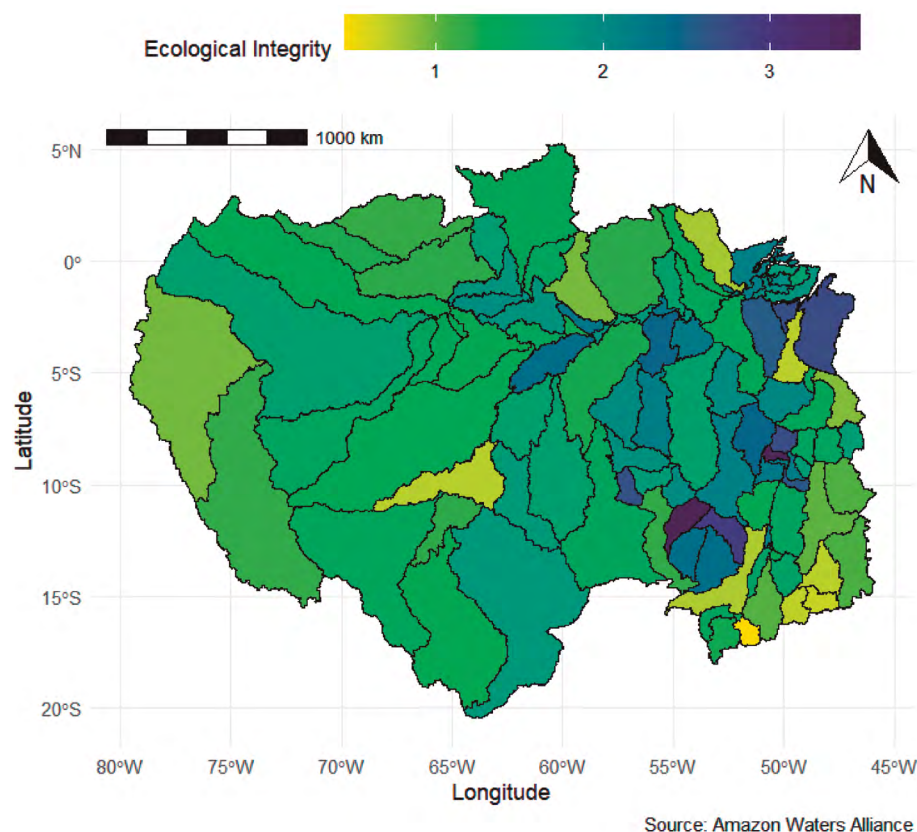 Ecological Integrity
1 2 3
1000 km
N
5°N
0°
5°S
10°S
15°S
20°S
Latitude
80°W 75°W 70°W 65°W 60°W 55°W 50°W 45°W
Longitude
Source: Amazon Waters Alliance